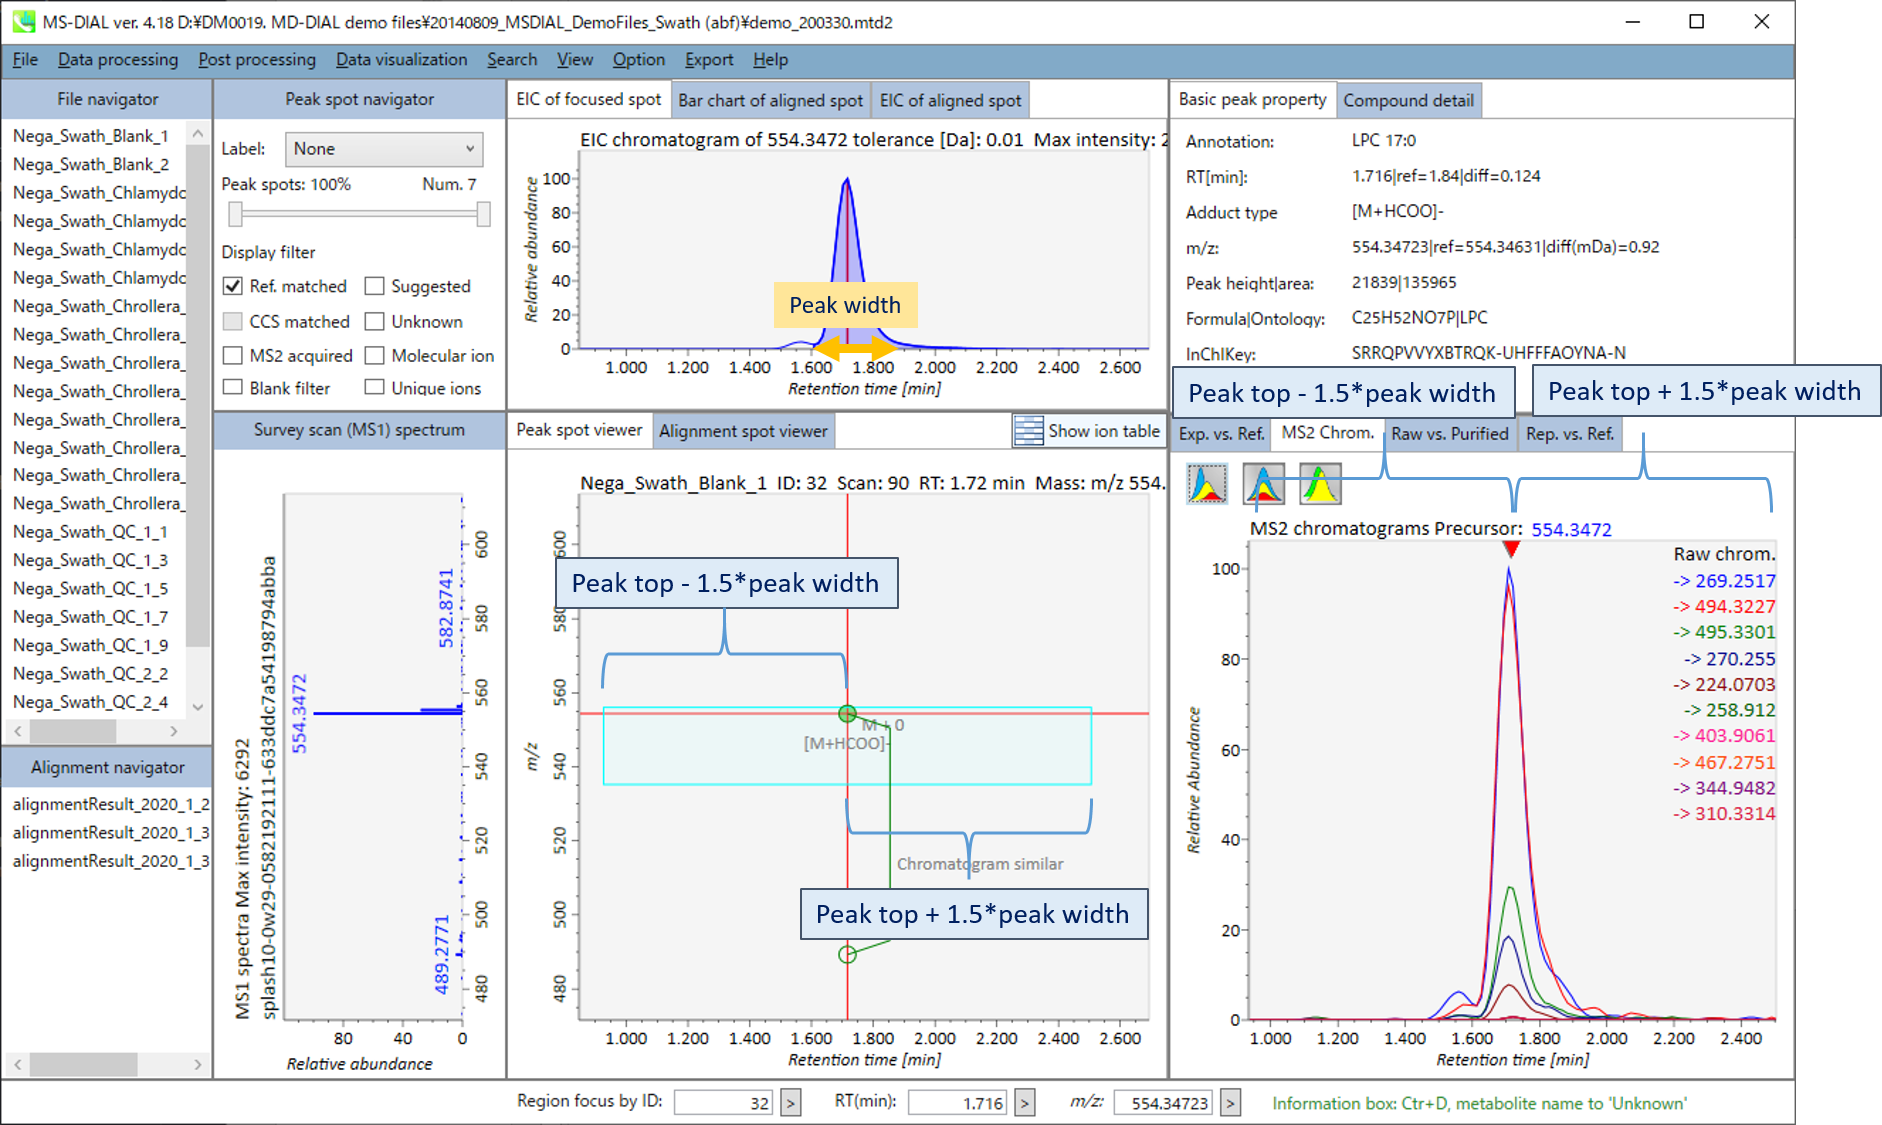 MS-DIAL ver. 4.18 D:¥DM0019. MD-DIAL demo files¥20140809_MSDIAL_DemoFiles_Swath (abf)¥demo_200330.mtd2
File Data processing Post processing Data visualization Search View Option Export Help
File navigator
Nega_Swath_Blank_1
Nega_Swath_Blank_2
Nega_Swath_Chlamydc
Nega_Swath_Chlamydc
Nega_Swath_Chlamydc
Nega_Swath_Chlamydc
Nega_Swath_Chrollera_
Nega_Swath_Chrollera_
Nega_Swath_Chrollera_
Nega_Swath_Chrollera_
Nega_Swath_Chrollera_
Nega_Swath_Chrollera_
Nega_Swath_Chrollera_
Nega_Swath_Chrollera_
Nega_Swath_QC_1_1
Nega_Swath_QC_1_3
Nega_Swath_QC_1_5
Nega_Swath_QC_1_7
Nega_Swath_QC_1_9
Nega_Swath_QC_2_2
Nega_Swath_QC_2_4
Alignment navigator
alignmentResult_2020_1_2
alignmentResult_2020_1_3
alignmentResult_2020_1_3
Peak spot navigator
Label: None
Peak spots: 100% Num. 7
Display filter
Ref. matched Suggested
CCS matched Unknown
MS2 acquired Molecular ion
Blank filter Unique ions
Survey scan (MS1) spectrum
MS1 spectra Max intensity: 6292
splash10-0w29-0582192111-633ddc7a54198794abba
554.3472
582.8741
489.2771
600
580
560
540
520
500
480
80 40 0
Relative abundance
EIC of focused spot Bar chart of aligned spot EIC of aligned spot
EIC chromatogram of 554.3472 tolerance [Da]: 0.01 Max intensity: 2
Relative abundance
100
80
60
40
20
0
Peak width
1.000 1.200 1.400 1.600 1.800 2.000 2.200 2.400 2.600
Retention time [min]
Peak spot viewer Alignment spot viewer Show ion table
Nega_Swath_Blank_1 ID: 32 Scan: 90 RT: 1.72 min Mass: m/z 554.
m/z
600
580
560
540
520
500
480
Peak top - 1.5*peak width
M + 0
[M+HCOO]-
Chromatogram similar
Peak top + 1.5*peak width
1.000 1.200 1.400 1.600 1.800 2.000 2.200 2.400 2.600
Retention time [min]
Basic peak property Compound detail
Annotation: LPC 17:0
RT[min]: 1.716|ref=1.84|diff=0.124
Adduct type [M+HCOO]-
m/z: 554.34723|ref=554.34631|diff(mDa)=0.92
Peak height|area: 21839|135965
Formula|Ontology: C25H52NO7P|LPC
InChIKey: SRRQPVVYXBTRQK-UHFFFAOYNA-N
Peak top - 1.5*peak width Peak top + 1.5*peak width
Exp. vs. Ref. MS2 Chrom. Raw vs. Purified Rep. vs. Ref.
MS2 chromatograms Precursor: 554.3472
Raw chrom.
-> 269.2517
-> 494.3227
-> 495.3301
-> 270.255
-> 224.0703
-> 258.912
-> 403.9061
-> 467.2751
-> 344.9482
-> 310.3314
Relative Abundance
100
80
60
40
20
0
1.000 1.200 1.400 1.600 1.800 2.000 2.200 2.400
Retention time [min]
Region focus by ID: 32 > RT(min): 1.716 > m/z: 554.34723 > Information box: Ctr+D, metabolite name to 'Unknown'